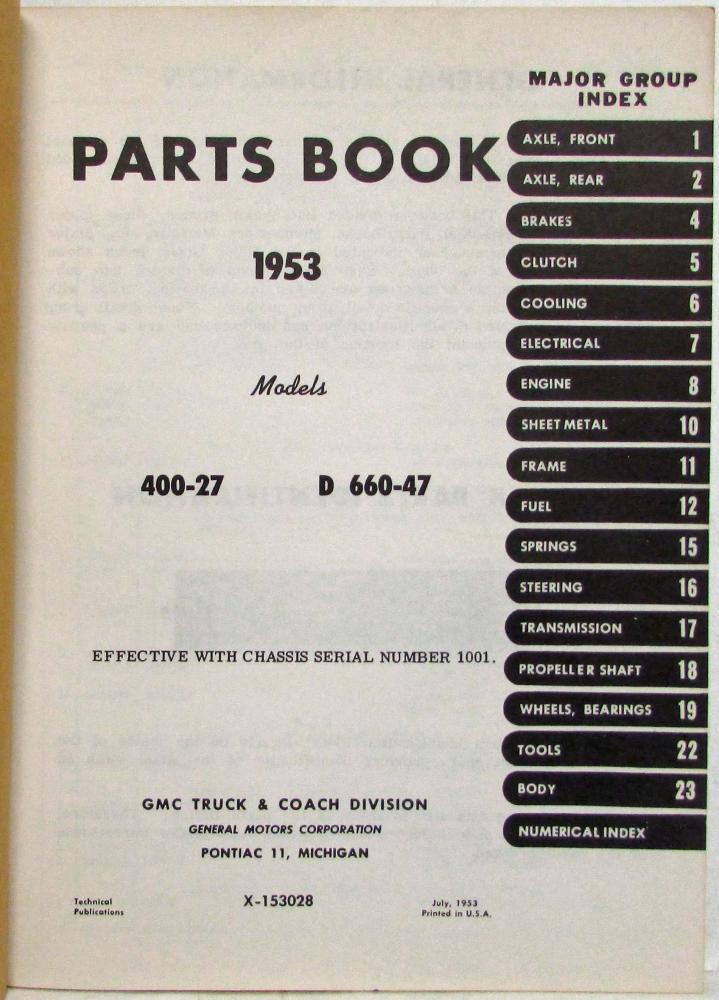 MAJOR GROUP
INDEX
PARTS BOOK
1953
Models
400-27 D 660-47
EFFECTIVE WITH CHASSIS SERIAL NUMBER 1001.
GMC TRUCK & COACH DIVISION
GENERAL MOTORS CORPORATION
PONTIAC 11, MICHIGAN
Technical
Publications
X-153028
July, 1953
Printed in U.S.A.
AXLE, FRONT 1
AXLE, REAR 2
BRAKES 4
CLUTCH 5
COOLING 6
ELECTRICAL 7
ENGINE 8
SHEET METAL 10
FRAME 11
FUEL 12
SPRINGS 15
STEERING 16
TRANSMISSION 17
PROPELLER SHAFT 18
WHEELS, BEARINGS 19
TOOLS 22
BODY 23
NUMERICAL INDEX